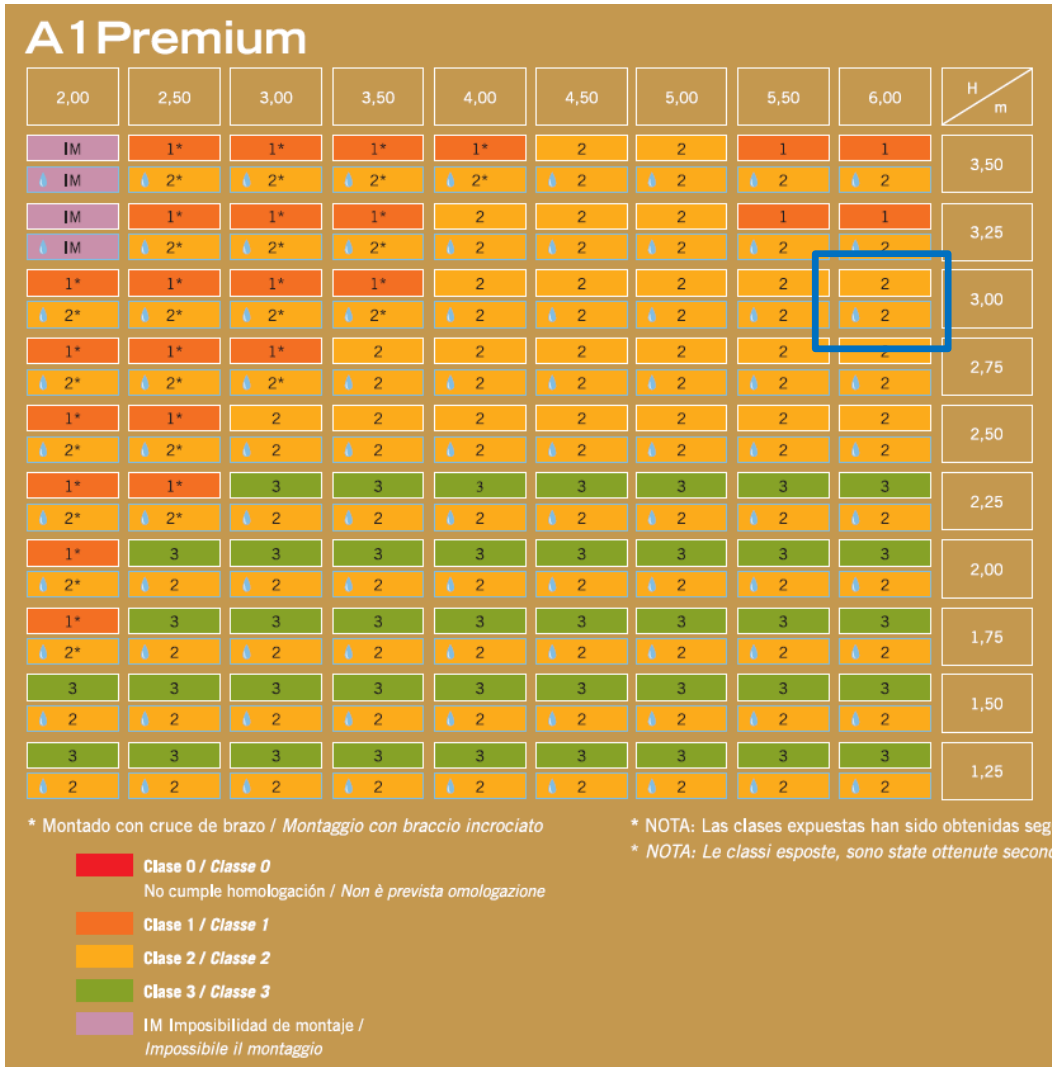 A1Premium
2,00 2,50 3,00 3,50 4,00 4,50 5,00 5,50 6,00 H m
IM 1* 1* 1* 1* 2 2 1 1
3,50
IM 2* 2* 2* 2* 2 2 2 2
IM 1* 1* 1* 2 2 2 1 1
3,25
IM 2* 2* 2* 2 2 2 2 2
1* 1* 1* 1* 2 2 2 2 2
3,00
2* 2* 2* 2* 2 2 2 2 2
1* 1* 1* 2 2 2 2 2 2
2,75
2* 2* 2* 2 2 2 2 2 2
1* 1* 2 2 2 2 2 2 2
2,50
2* 2* 2 2 2 2 2 2 2
1* 1* 3 3 3 3 3 3 3
2,25
2* 2* 2 2 2 2 2 2 2
1* 3 3 3 3 3 3 3 3
2,00
2* 2 2 2 2 2 2 2 2
1* 3 3 3 3 3 3 3 3
1,75
2* 2 2 2 2 2 2 2 2
3 3 3 3 3 3 3 3 3
1,50
2 2 2 2 2 2 2 2 2
3 3 3 3 3 3 3 3 3
1,25
2 2 2 2 2 2 2 2 2
* Montado con cruce de brazo / Montaggio con braccio incrociato
* NOTA: Las clases expuestas han sido obtenidas seg
* NOTA: Le classi esposte, sono state ottenute second
Clase 0 / Classe 0
No cumple homologación / Non è prevista omologazione
Clase 1 / Classe 1
Clase 2 / Classe 2
Clase 3 / Classe 3
IM Imposibilidad de montaje /
Impossibile il montaggio